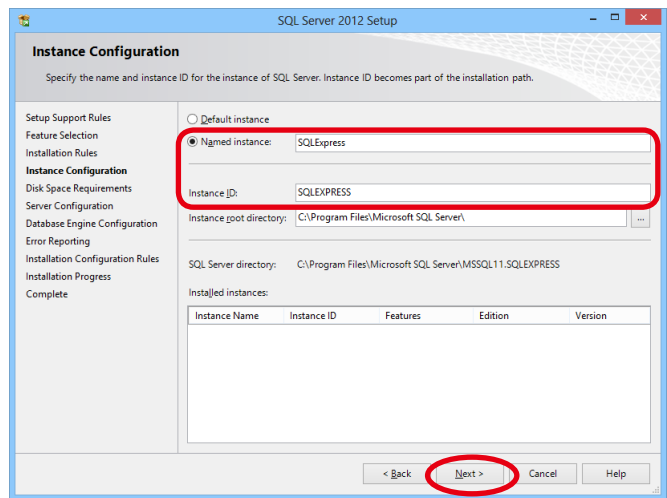 SQL Server 2012 Setup
Instance Configuration
Specify the name and instance ID for the instance of SQL Server. Instance ID becomes part of the installation path.
Setup Support Rules
Feature Selection
Installation Rules
Instance Configuration
Disk Space Requirements
Server Configuration
Database Engine Configuration
Error Reporting
Installation Configuration Rules
Installation Progress
Complete
Default instance
Named instance: SQLExpress
Instance ID: SQLEXPRESS
Instance root directory: C:\Program Files\Microsoft SQL Server\ ...
SQL Server directory: C:\Program Files\Microsoft SQL Server\MSSQL11.SQLEXPRESS
Installed instances:
Instance Name Instance ID Features Edition Version
< Back Next > Cancel Help